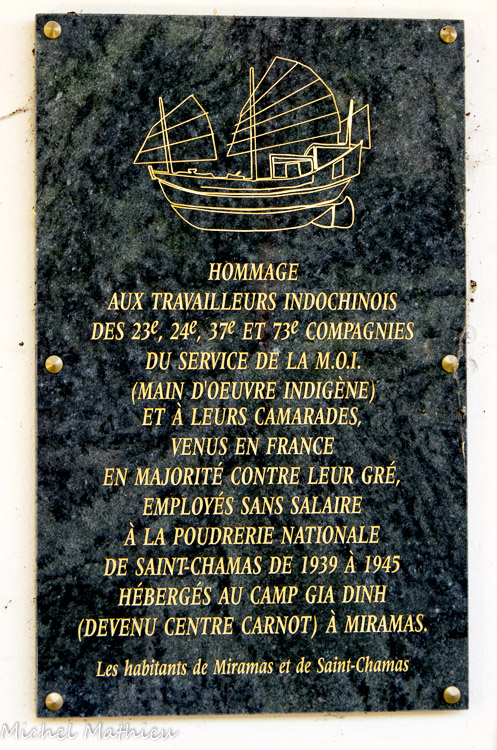 HOMMAGE
AUX TRAVAILLEURS INDOCHINOIS
DES 23e, 24e, 37e ET 73e COMPAGNIES
DU SERVICE DE LA M.O.I.
(MAIN D'OEUVRE INDIGÈNE)
ET À LEURS CAMARADES,
VENUS EN FRANCE
EN MAJORITÉ CONTRE LEUR GRÉ,
EMPLOYÉS SANS SALAIRE
À LA POUDRERIE NATIONALE
DE SAINT-CHAMAS DE 1939 À 1945
HÉBERGÉS AU CAMP GIA DINH
(DEVENU CENTRE CARNOT) À MIRAMAS.
Les habitants de Miramas et de Saint-Chamas
Michel Mathieu